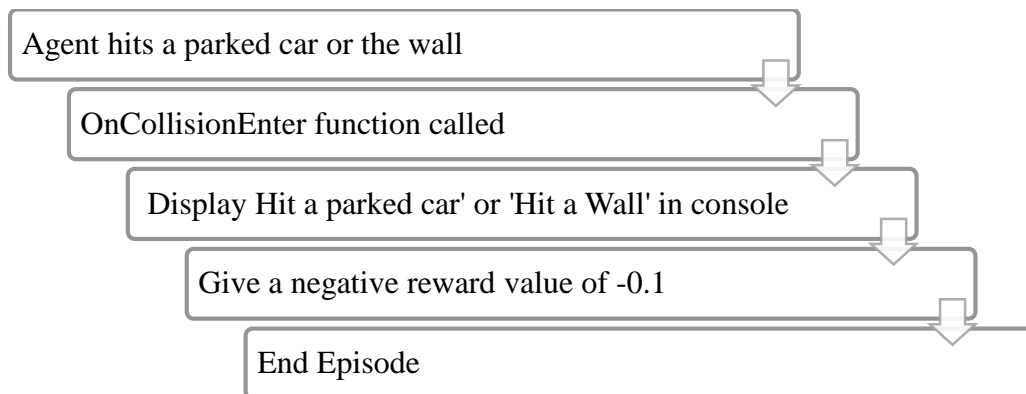 Agent hits a parked car or the wall
OnCollisionEnter function called
Display Hit a parked car' or 'Hit a Wall' in console
Give a negative reward value of -0.1
End Episode